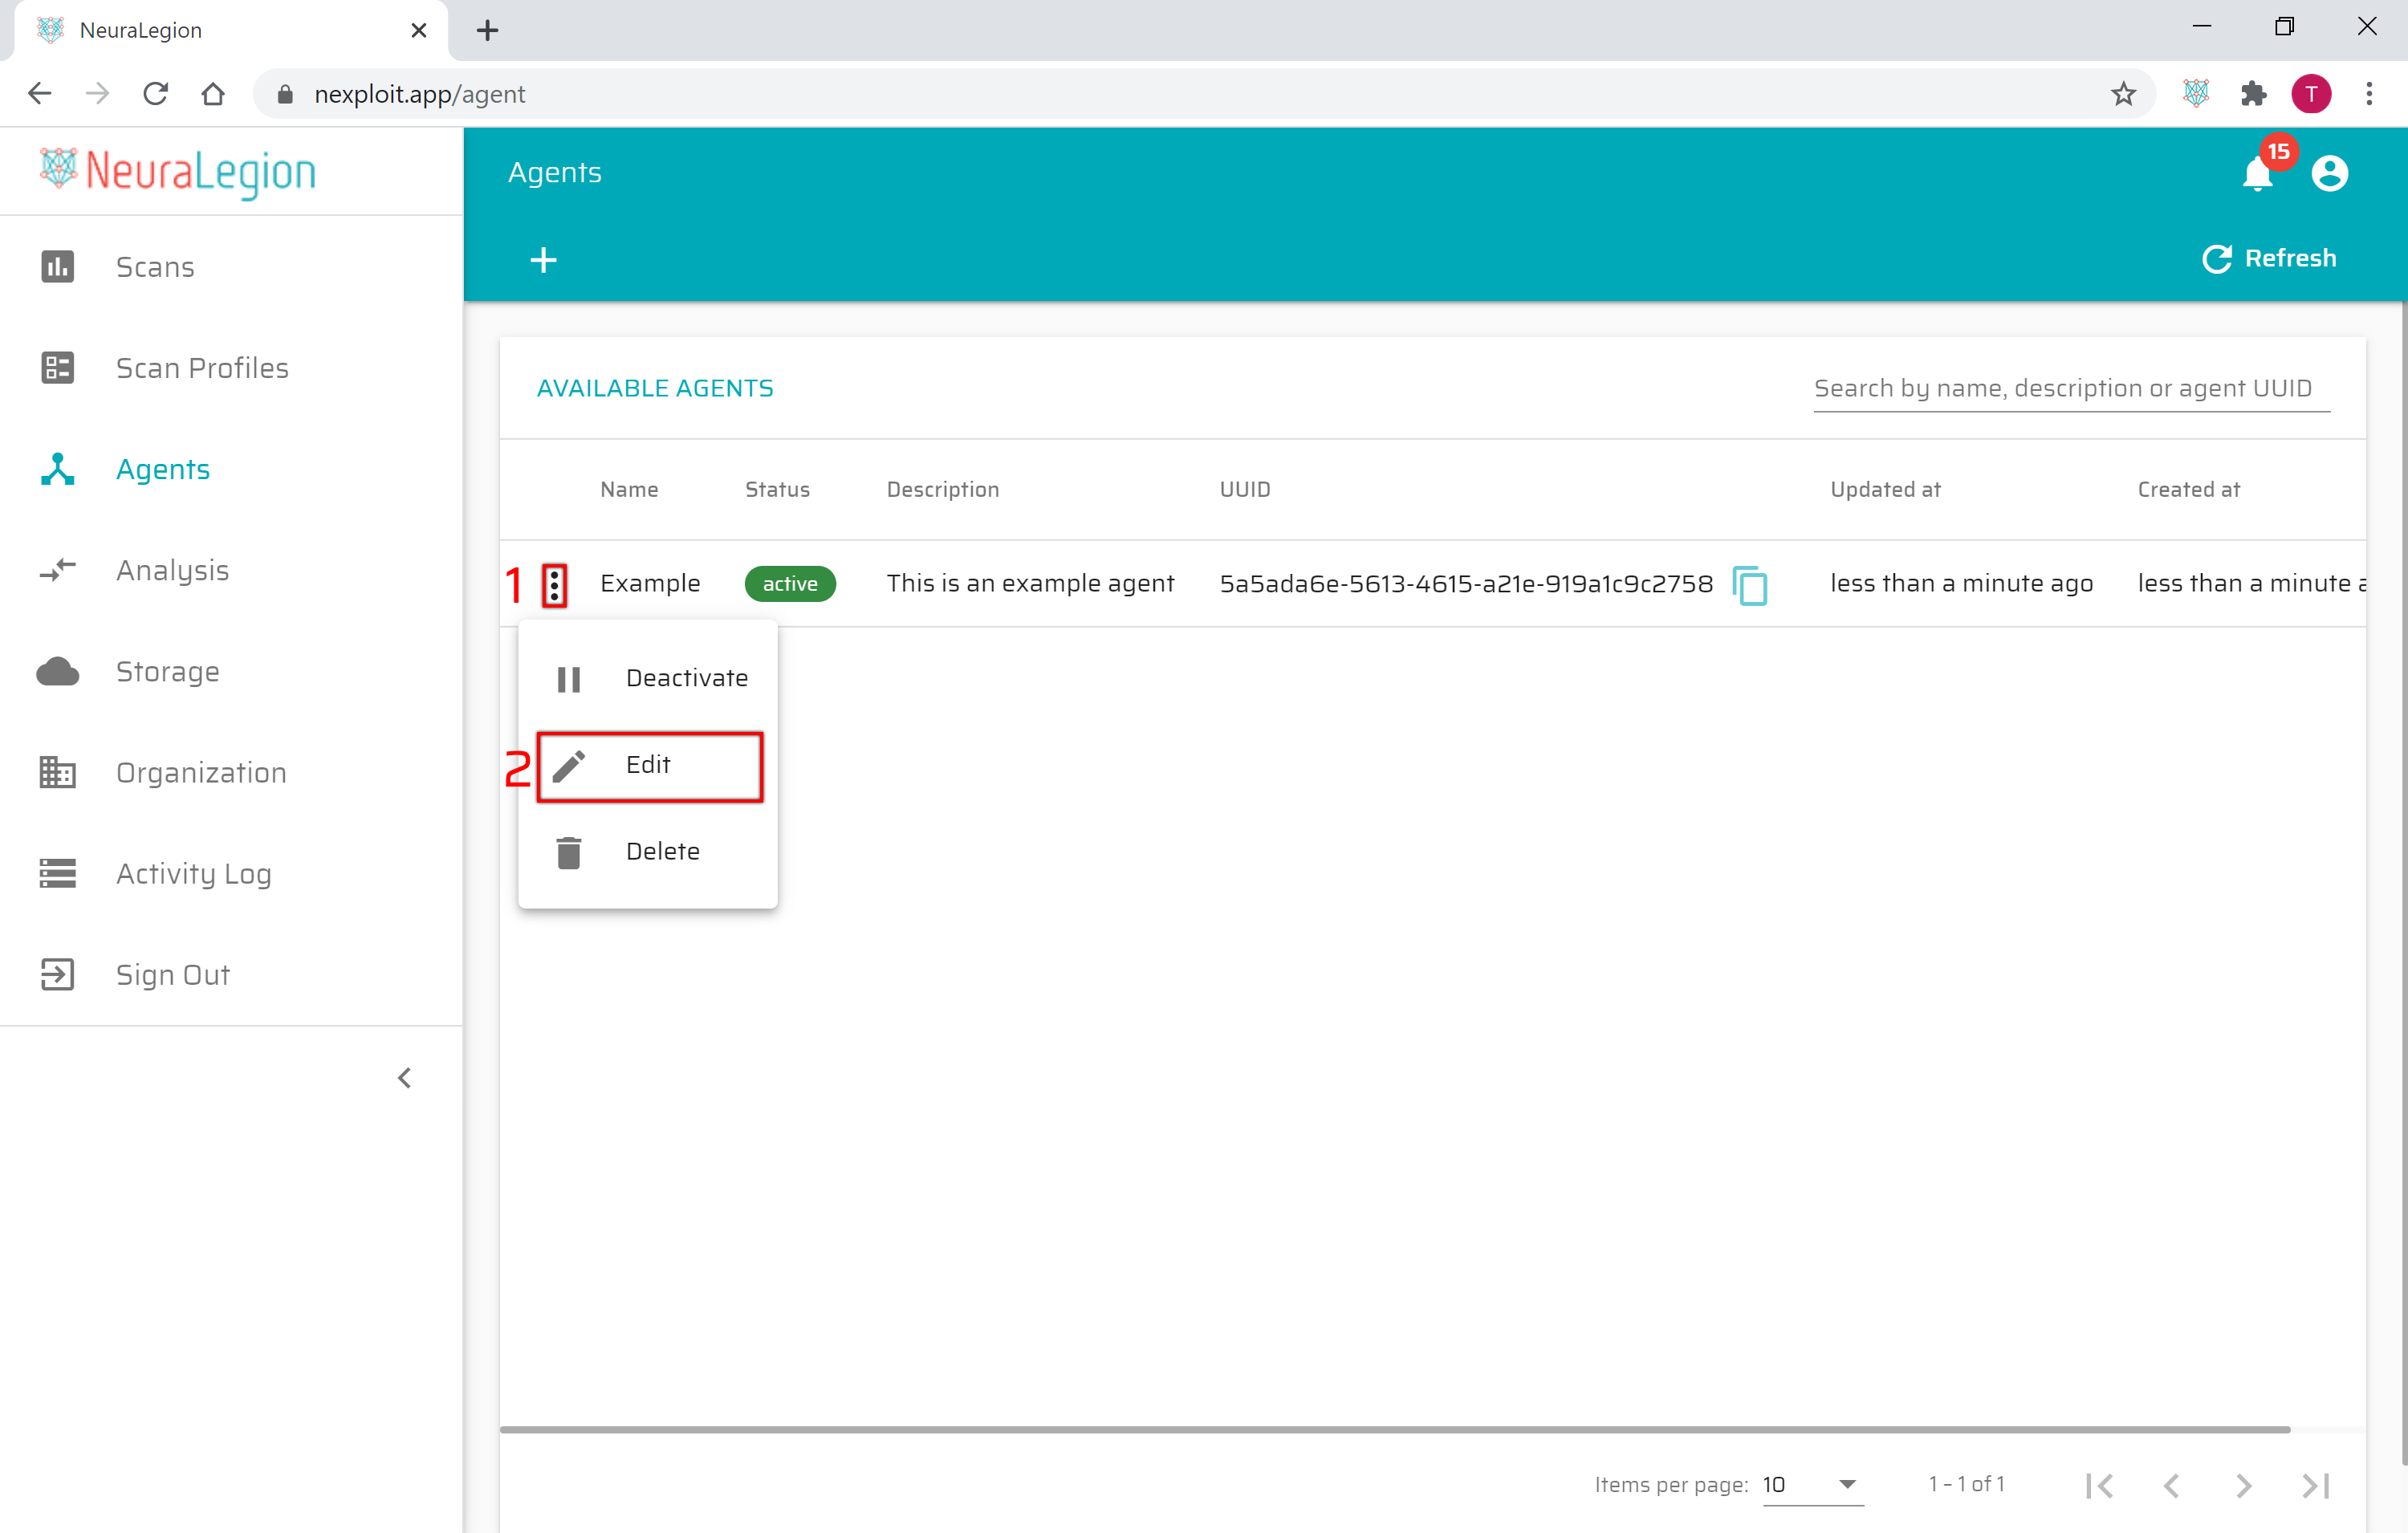 NeuraLegion
nexploit.app/agent
T
NeuraLegion
Agents
15
Refresh
Scans
Scan Profiles
Agents
Analysis
Storage
Organization
Activity Log
Sign Out
AVAILABLE AGENTS
Search by name, description or agent UUID
Name Status Description UUID Updated at Created at
1 Example active This is an example agent 5a5ada6e-5613-4615-a21e-919a1c9c2758 less than a minute ago less than a minute a
Deactivate
2 Edit
Delete
Items per page: 10 1 – 1 of 1